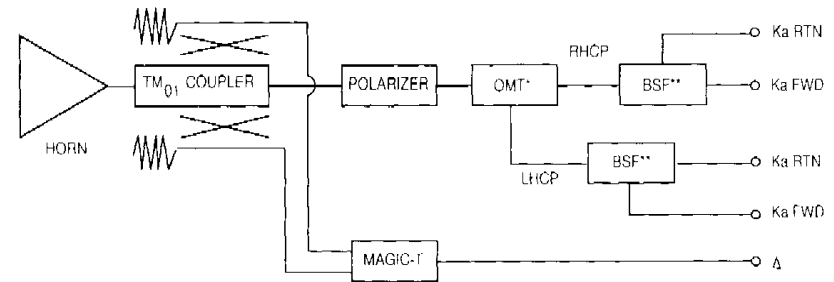 Ka RTN
RHCP
TM01 COUPLER
POLARIZER
OMT*
BSF**
Ka FWD
HORN
BSF**
Ka RTN
LHCP
Ka FWD
MAGIC-T
Δ